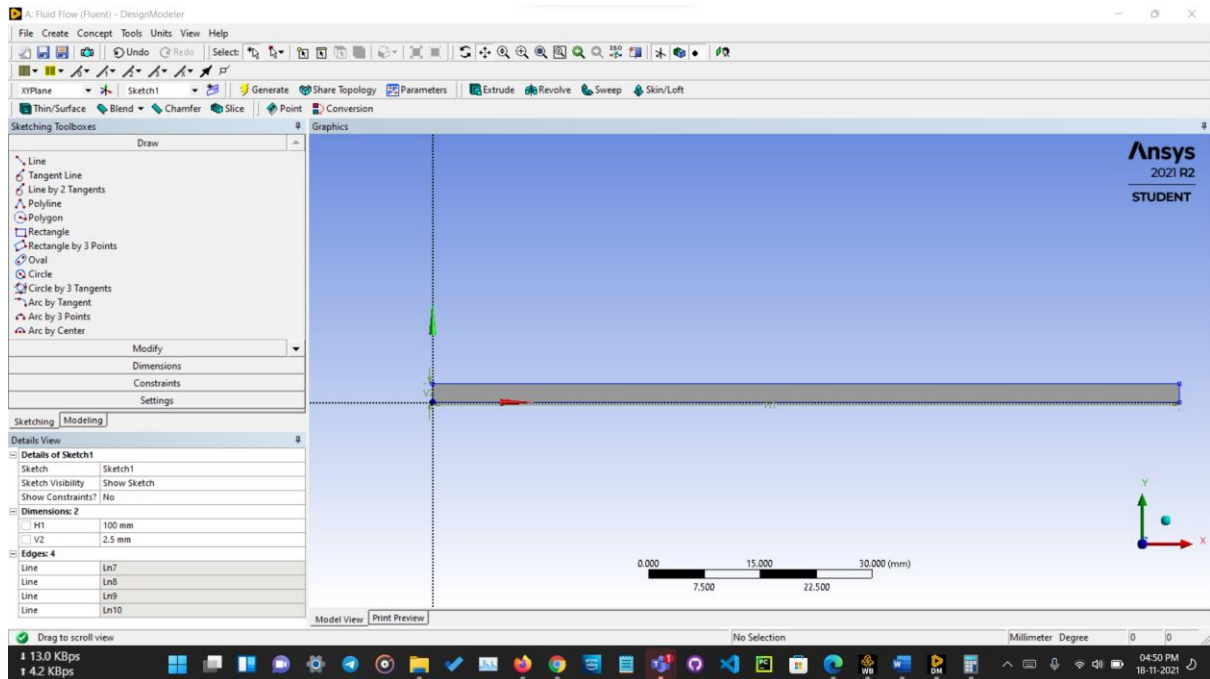 A: Fluid Flow (Fluent) - DesignModeler
File Create Concept Tools Units View Help
Undo Redo Select:
XYPlane Sketch1 Generate Share Topology Parameters Extrude Revolve Sweep Skin/Loft
Thin/Surface Blend Chamfer Slice Point Conversion
Sketching Toolboxes
Draw
Line
Tangent Line
Line by 2 Tangents
Polyline
Polygon
Rectangle
Rectangle by 3 Points
Oval
Circle
Circle by 3 Tangents
Arc by Tangent
Arc by 3 Points
Arc by Center
Modify
Dimensions
Constraints
Settings
Sketching Modeling
Details View
Details of Sketch1
Sketch Sketch1
Sketch Visibility Show Sketch
Show Constraints? No
Dimensions: 2
H1 100 mm
V2 2.5 mm
Edges: 4
Line Ln7
Line Ln8
Line Ln9
Line Ln10
Graphics
Ansys
2021 R2
STUDENT
V2
H1
Y
X
0.000 15.000 30.000 (mm)
7.500 22.500
Model View Print Preview
Drag to scroll view No Selection Millimeter Degree 0 0
13.0 KBps
4.2 KBps
WB
DM
04:50 PM
18-11-2021